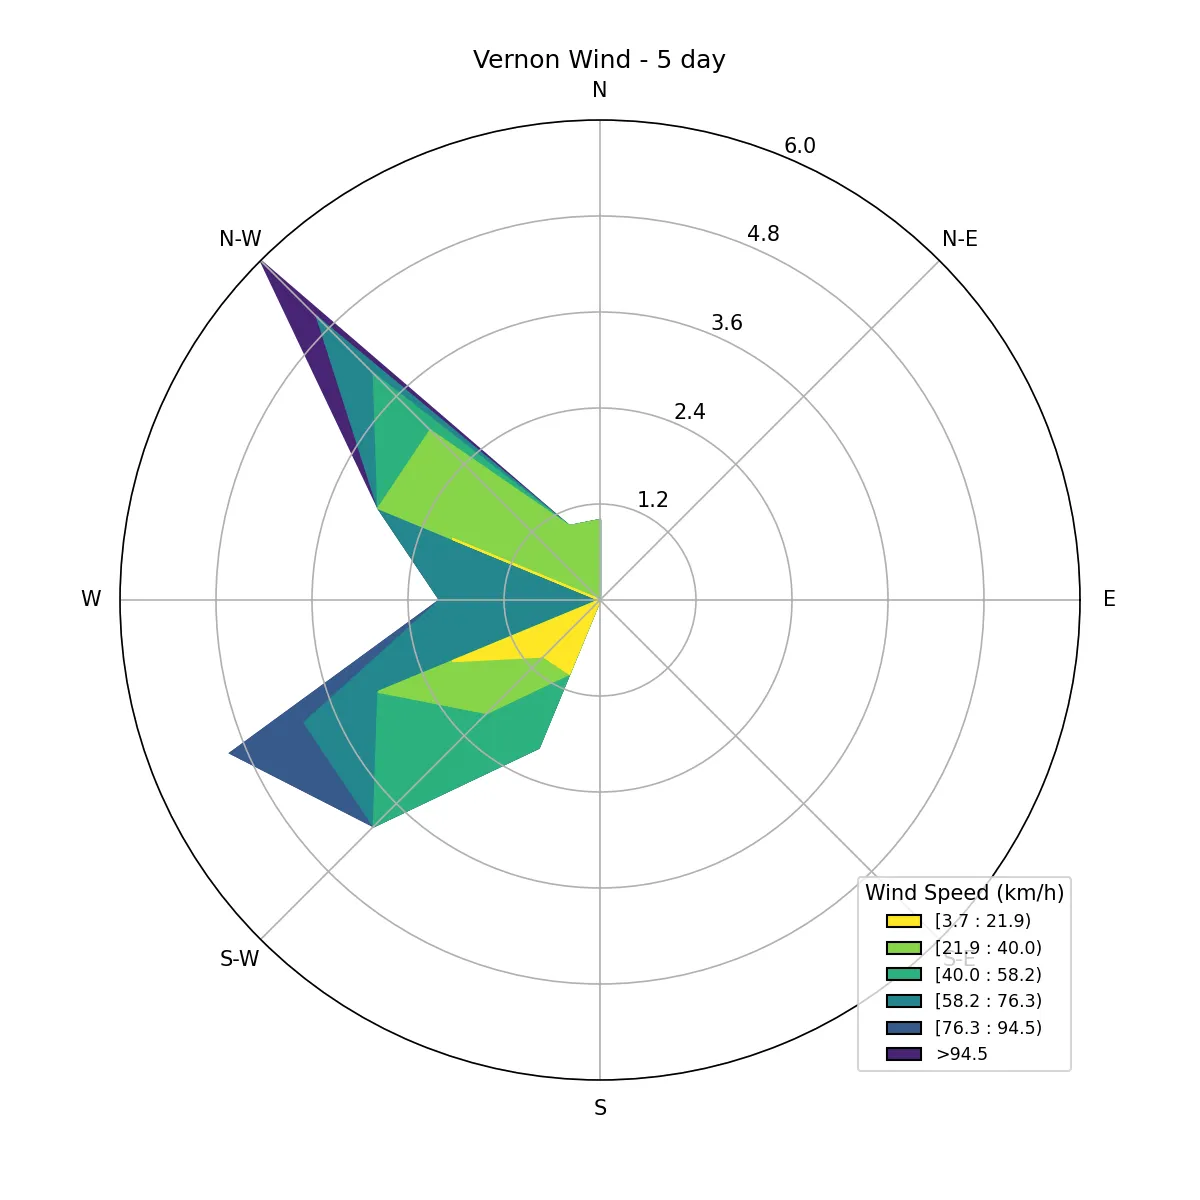 Vernon Wind - 5 day
N
6.0
N-W
N-E
4.8
3.6
2.4
1.2
W
E
S-W
S-E
Wind Speed (km/h)
[3.7 : 21.9)
[21.9 : 40.0)
[40.0 : 58.2)
[58.2 : 76.3)
[76.3 : 94.5)
>94.5
S